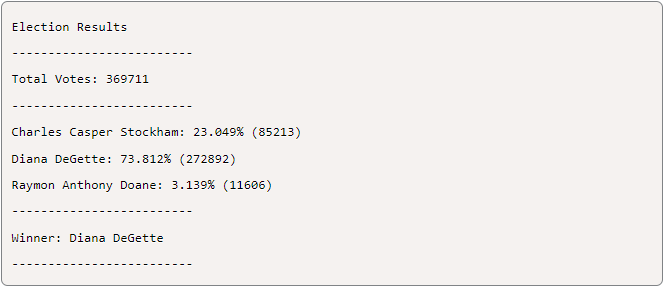 Election Results
-------------------------
Total Votes: 369711
-------------------------
Charles Casper Stockham: 23.049% (85213)
Diana DeGette: 73.812% (272892)
Raymon Anthony Doane: 3.139% (11606)
-------------------------
Winner: Diana DeGette
-------------------------